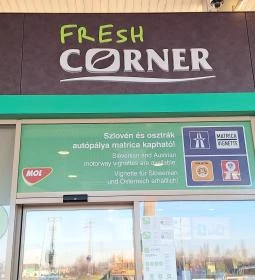 FRESH
CORNER
Szlovén és osztrák
autópálya matrica kapható!
Slovenian and Austrian
motorway vignettes are available.
Vignette für Slowenien
und Österreich erhältlich!
MOL
MATRICA
VIGNETTE